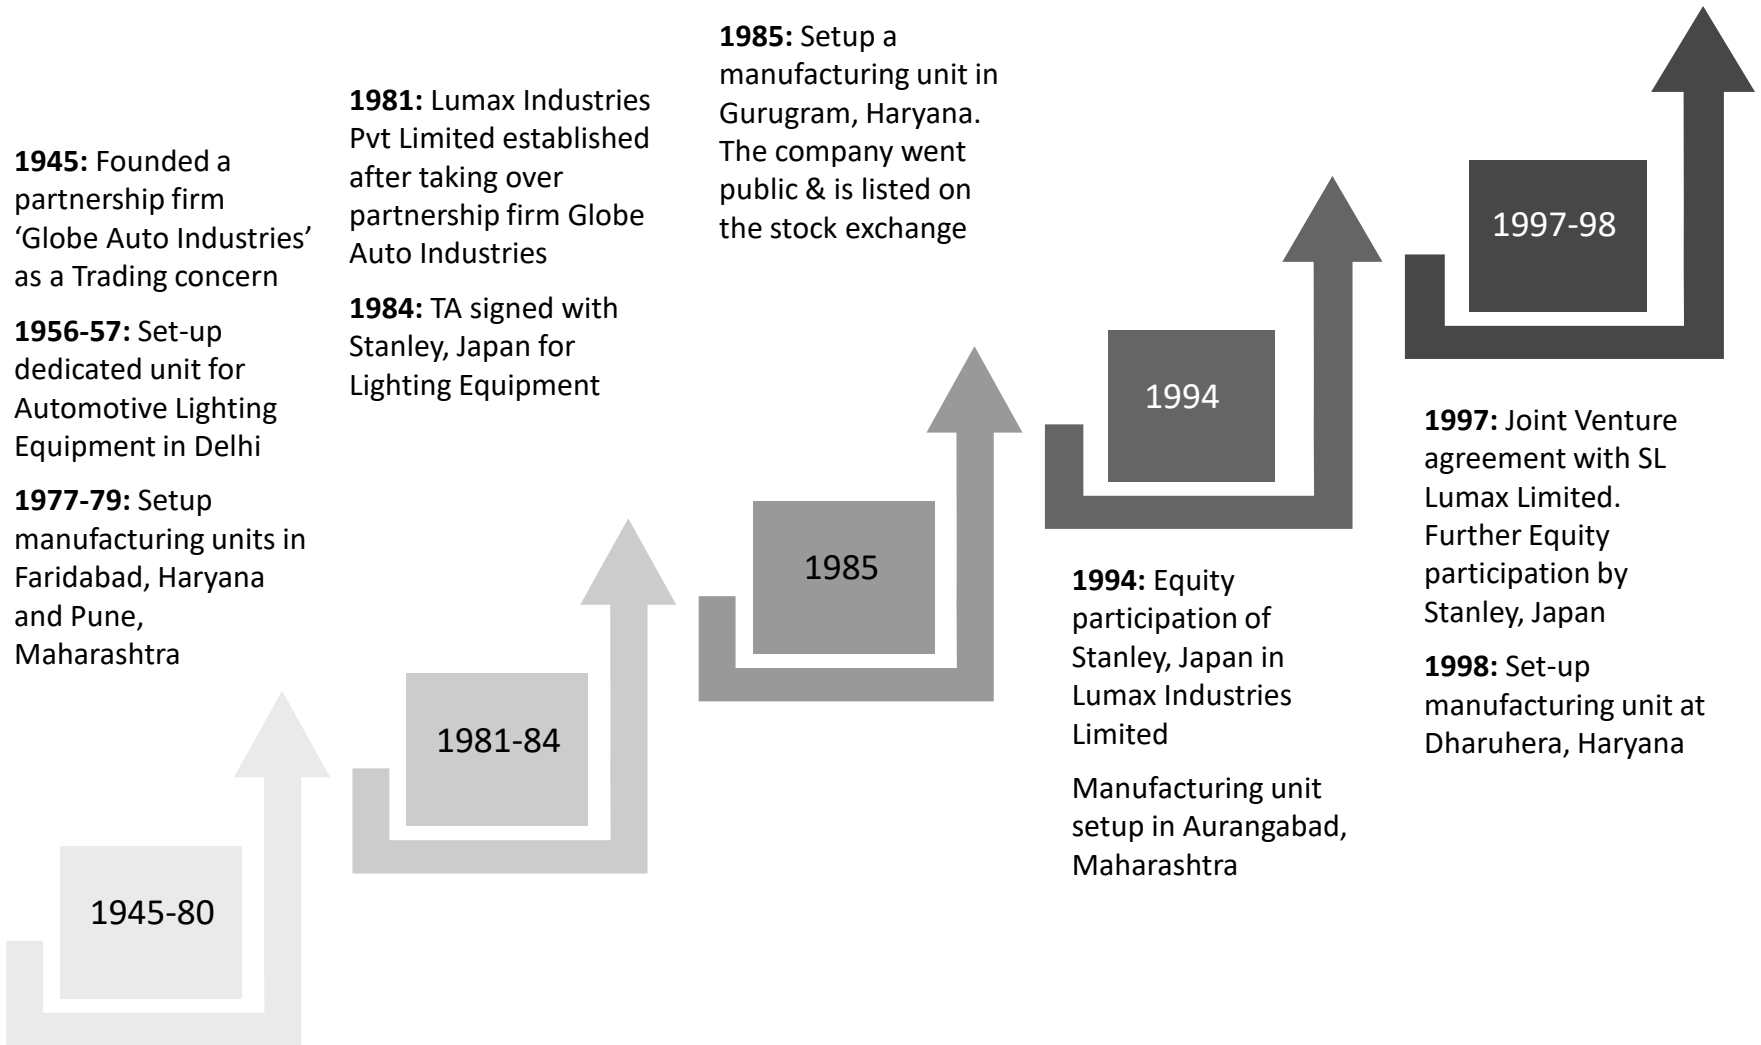 1945: Founded a
partnership firm
‘Globe Auto Industries’
as a Trading concern
1956-57: Set-up
dedicated unit for
Automotive Lighting
Equipment in Delhi
1977-79: Setup
manufacturing units in
Faridabad, Haryana
and Pune,
Maharashtra
1945-80
1981: Lumax Industries
Pvt Limited established
after taking over
partnership firm Globe
Auto Industries
1984: TA signed with
Stanley, Japan for
Lighting Equipment
1981-84
1985: Setup a
manufacturing unit in
Gurugram, Haryana.
The company went
public & is listed on
the stock exchange
1985
1994
1994: Equity
participation of
Stanley, Japan in
Lumax Industries
Limited
Manufacturing unit
setup in Aurangabad,
Maharashtra
1997-98
1997: Joint Venture
agreement with SL
Lumax Limited.
Further Equity
participation by
Stanley, Japan
1998: Set-up
manufacturing unit at
Dharuhera, Haryana